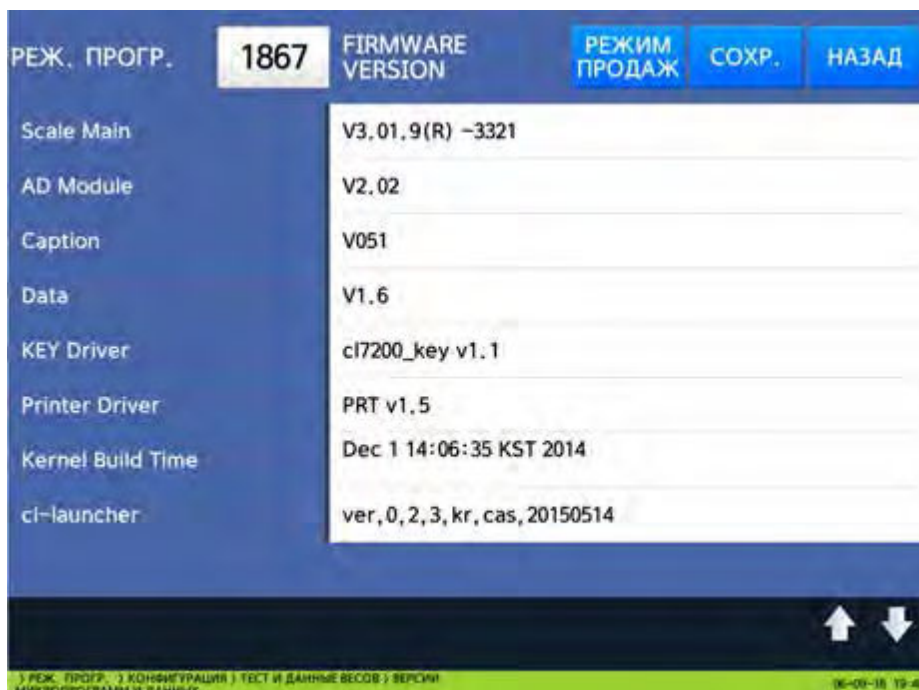 РЕЖ. ПРОГР. 1867 FIRMWARE VERSION РЕЖИМ ПРОДАЖ СОХР. НАЗАД
Scale Main V3.01.9(R) ~3321
AD Module V2.02
Caption V051
Data V1.6
KEY Driver cl7200_key v1.1
Printer Driver PRT v1.5
Kernel Build Time Dec 1 14:06:35 KST 2014
cl-launcher ver,0,2,3,kr,cas,20150514
) РЕЖ. ПРОГР. ) КОНФИГУРАЦИЯ ) ТЕСТ И ДАННЫЕ ВЕСОВ ) ВЕРСИИ
МИКРОПРОГРАММ И ДАННЫХ